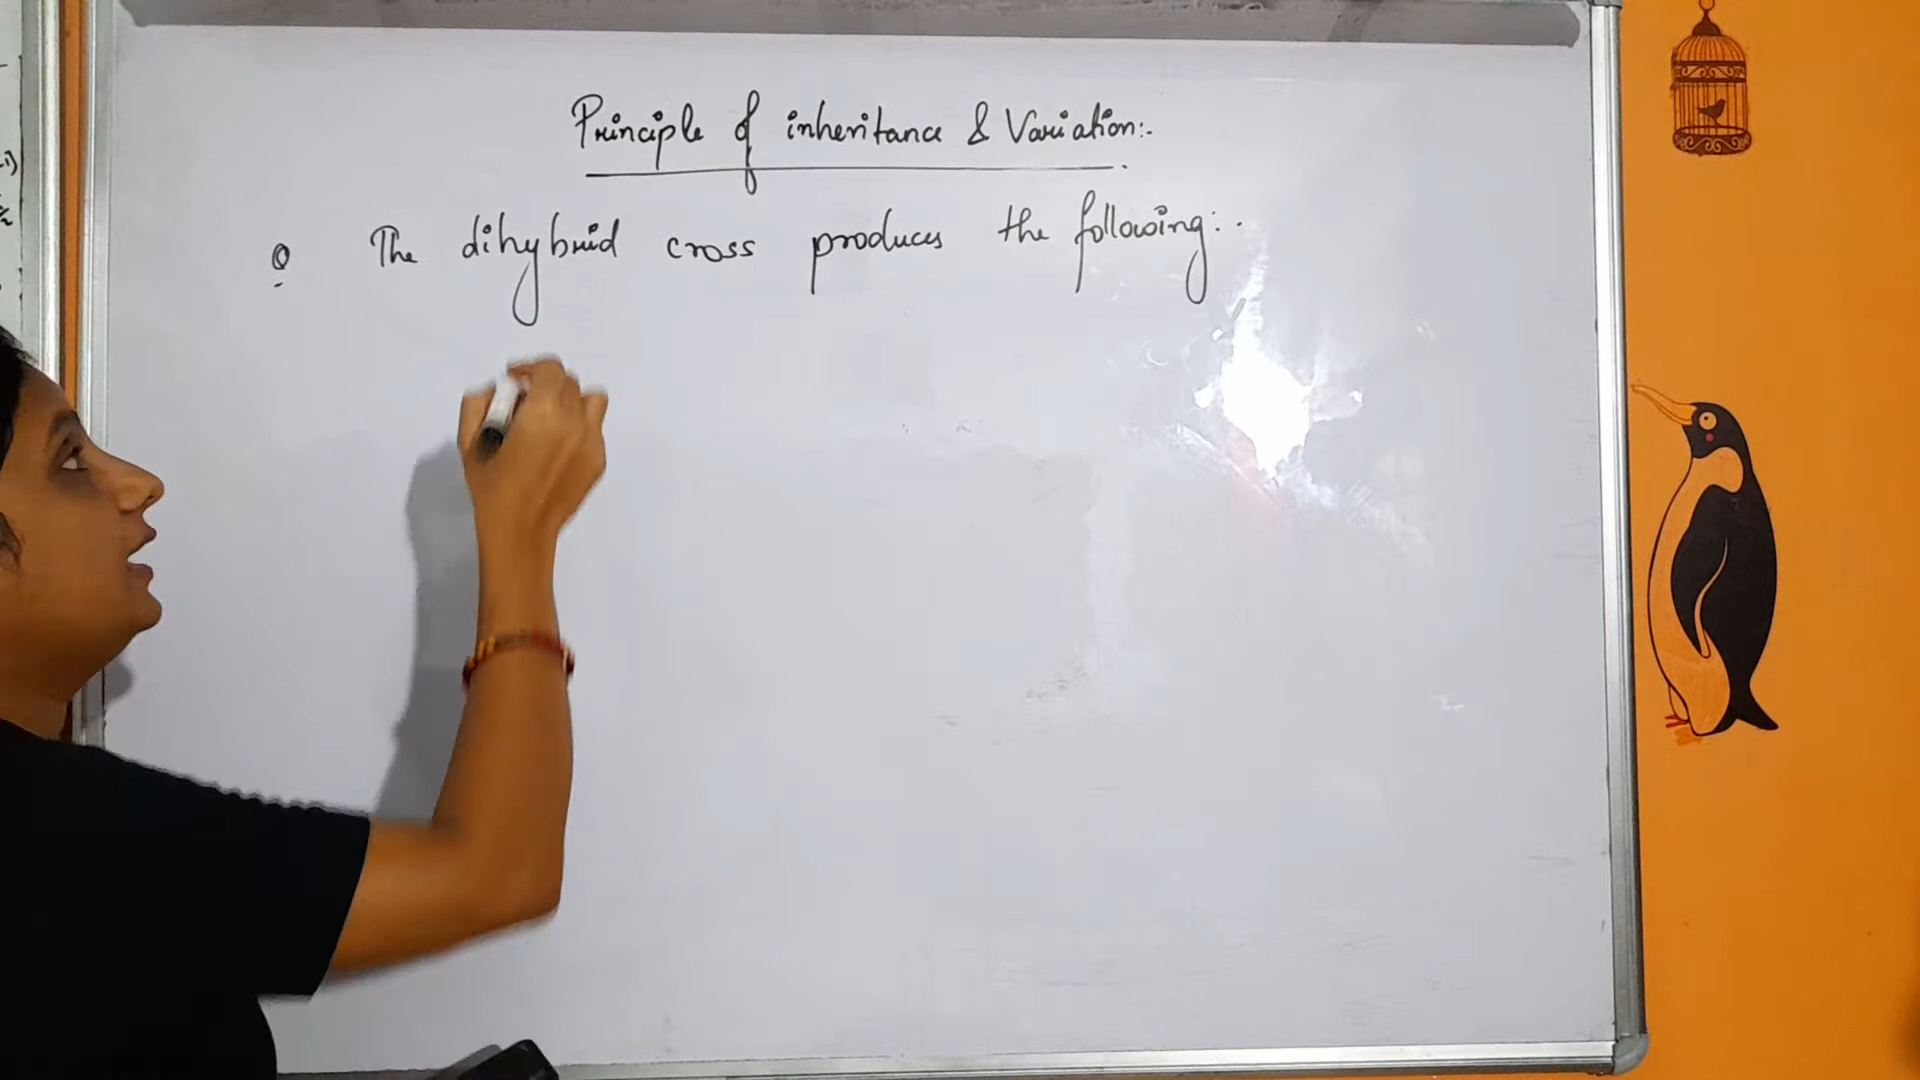 Principle of inheritance & Variation:-
Q The dihybrid cross produces the following:-